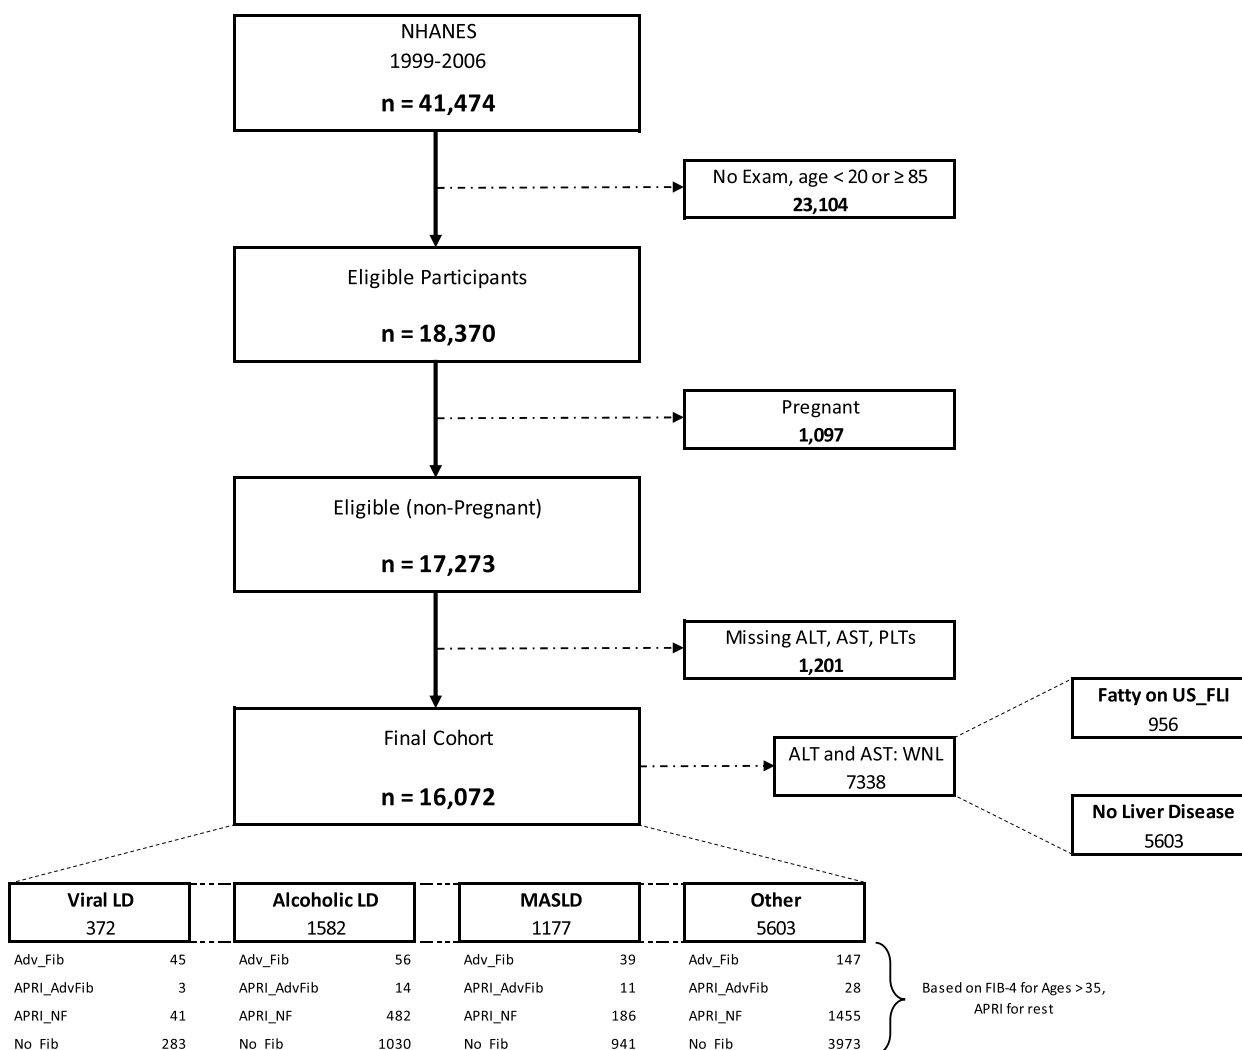 NHANES
1999-2006
n = 41,474
No Exam, age < 20 or ≥ 85
23,104
Eligible Participants
n = 18,370
Pregnant
1,097
Eligible (non-Pregnant)
n = 17,273
Missing ALT, AST, PLTs
1,201
Final Cohort
n = 16,072
ALT and AST: WNL
7338
Fatty on US_FLI
956
No Liver Disease
5603
Viral LD
372
Adv_Fib 45
APRI_AdvFib 3
APRI_NF 41
No Fib 283
Alcoholic LD
1582
Adv_Fib 56
APRI_AdvFib 14
APRI_NF 482
No Fib 1030
MASLD
1177
Adv_Fib 39
APRI_AdvFib 11
APRI_NF 186
No Fib 941
Other
5603
Adv_Fib 147
APRI_AdvFib 28
APRI_NF 1455
No Fib 3973
Based on FIB-4 for Ages >35,
APRI for rest